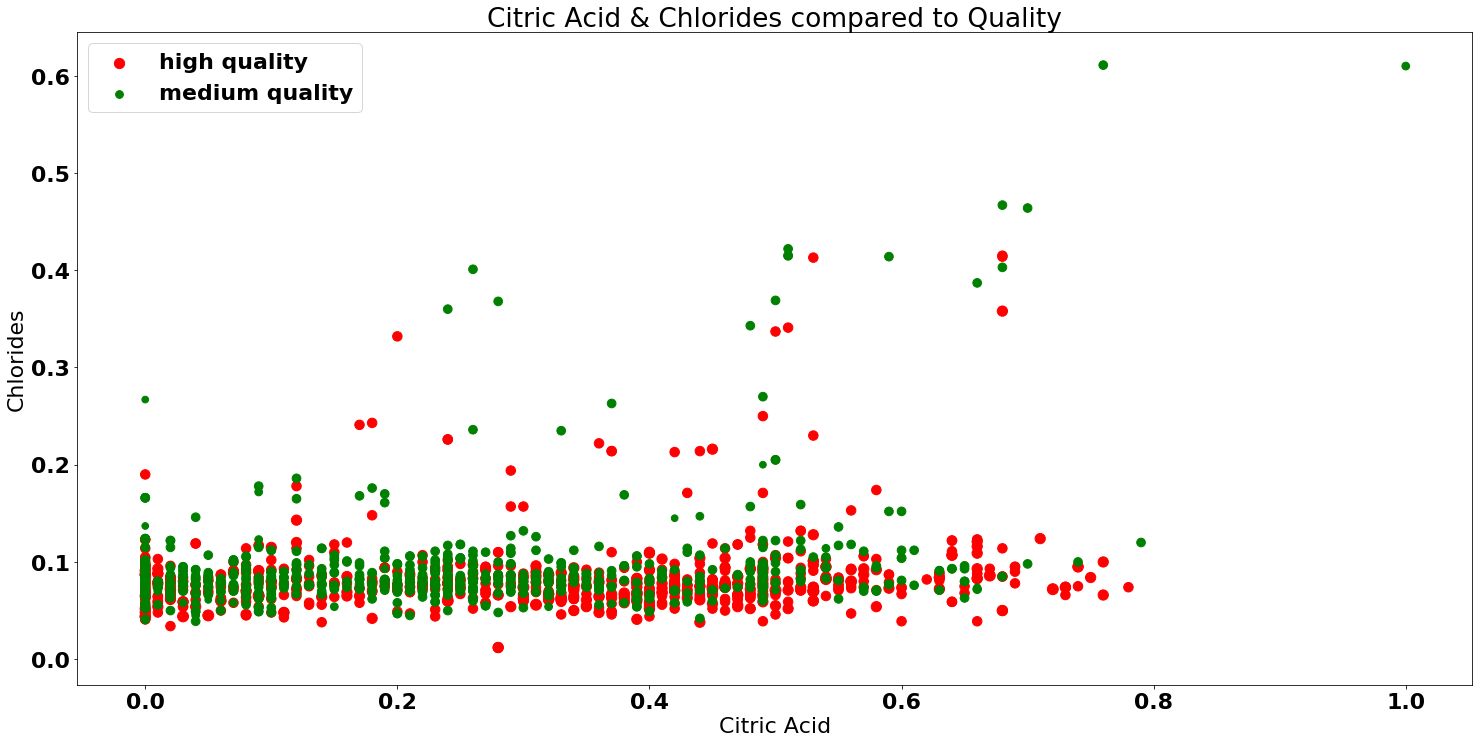 Citric Acid & Chlorides compared to Quality
high quality
medium quality
0.6
0.5
0.4
0.3
0.2
0.1
0.0
Chlorides
0.0 0.2 0.4 0.6 0.8 1.0
Citric Acid